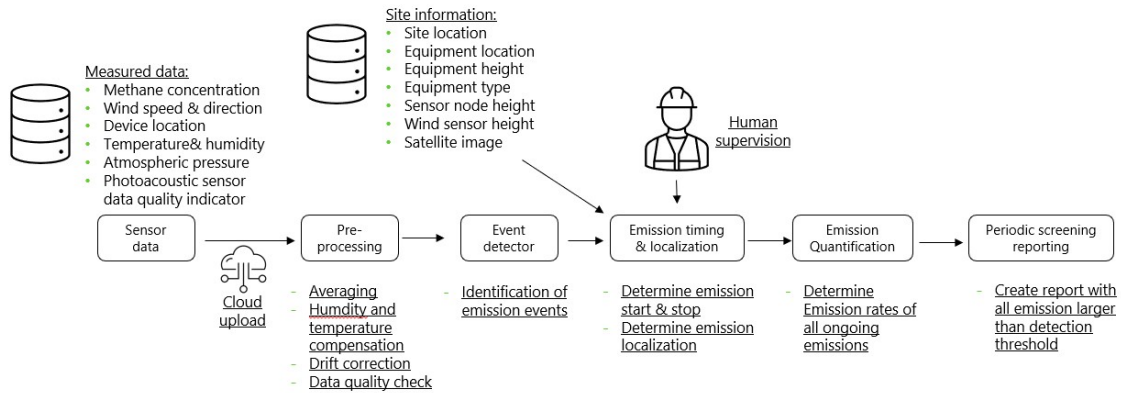 Site information:
• Site location
• Equipment location
• Equipment height
• Equipment type
• Sensor node height
• Wind sensor height
• Satellite image
Measured data:
• Methane concentration
• Wind speed & direction
• Device location
• Temperature& humidity
• Atmospheric pressure
• Photoacoustic sensor
data quality indicator
Human
supervision
Sensor
data
Cloud
upload
Pre-
processing
- Averaging
- Humdity and
temperature
compensation
- Drift correction
- Data quality check
Event
detector
- Identification of
emission events
Emission timing
& localization
- Determine emission
start & stop
- Determine emission
localization
Emission
Quantification
- Determine
Emission rates of
all ongoing
emissions
Periodic screening
reporting
- Create report with
all emission larger
than detection
threshold